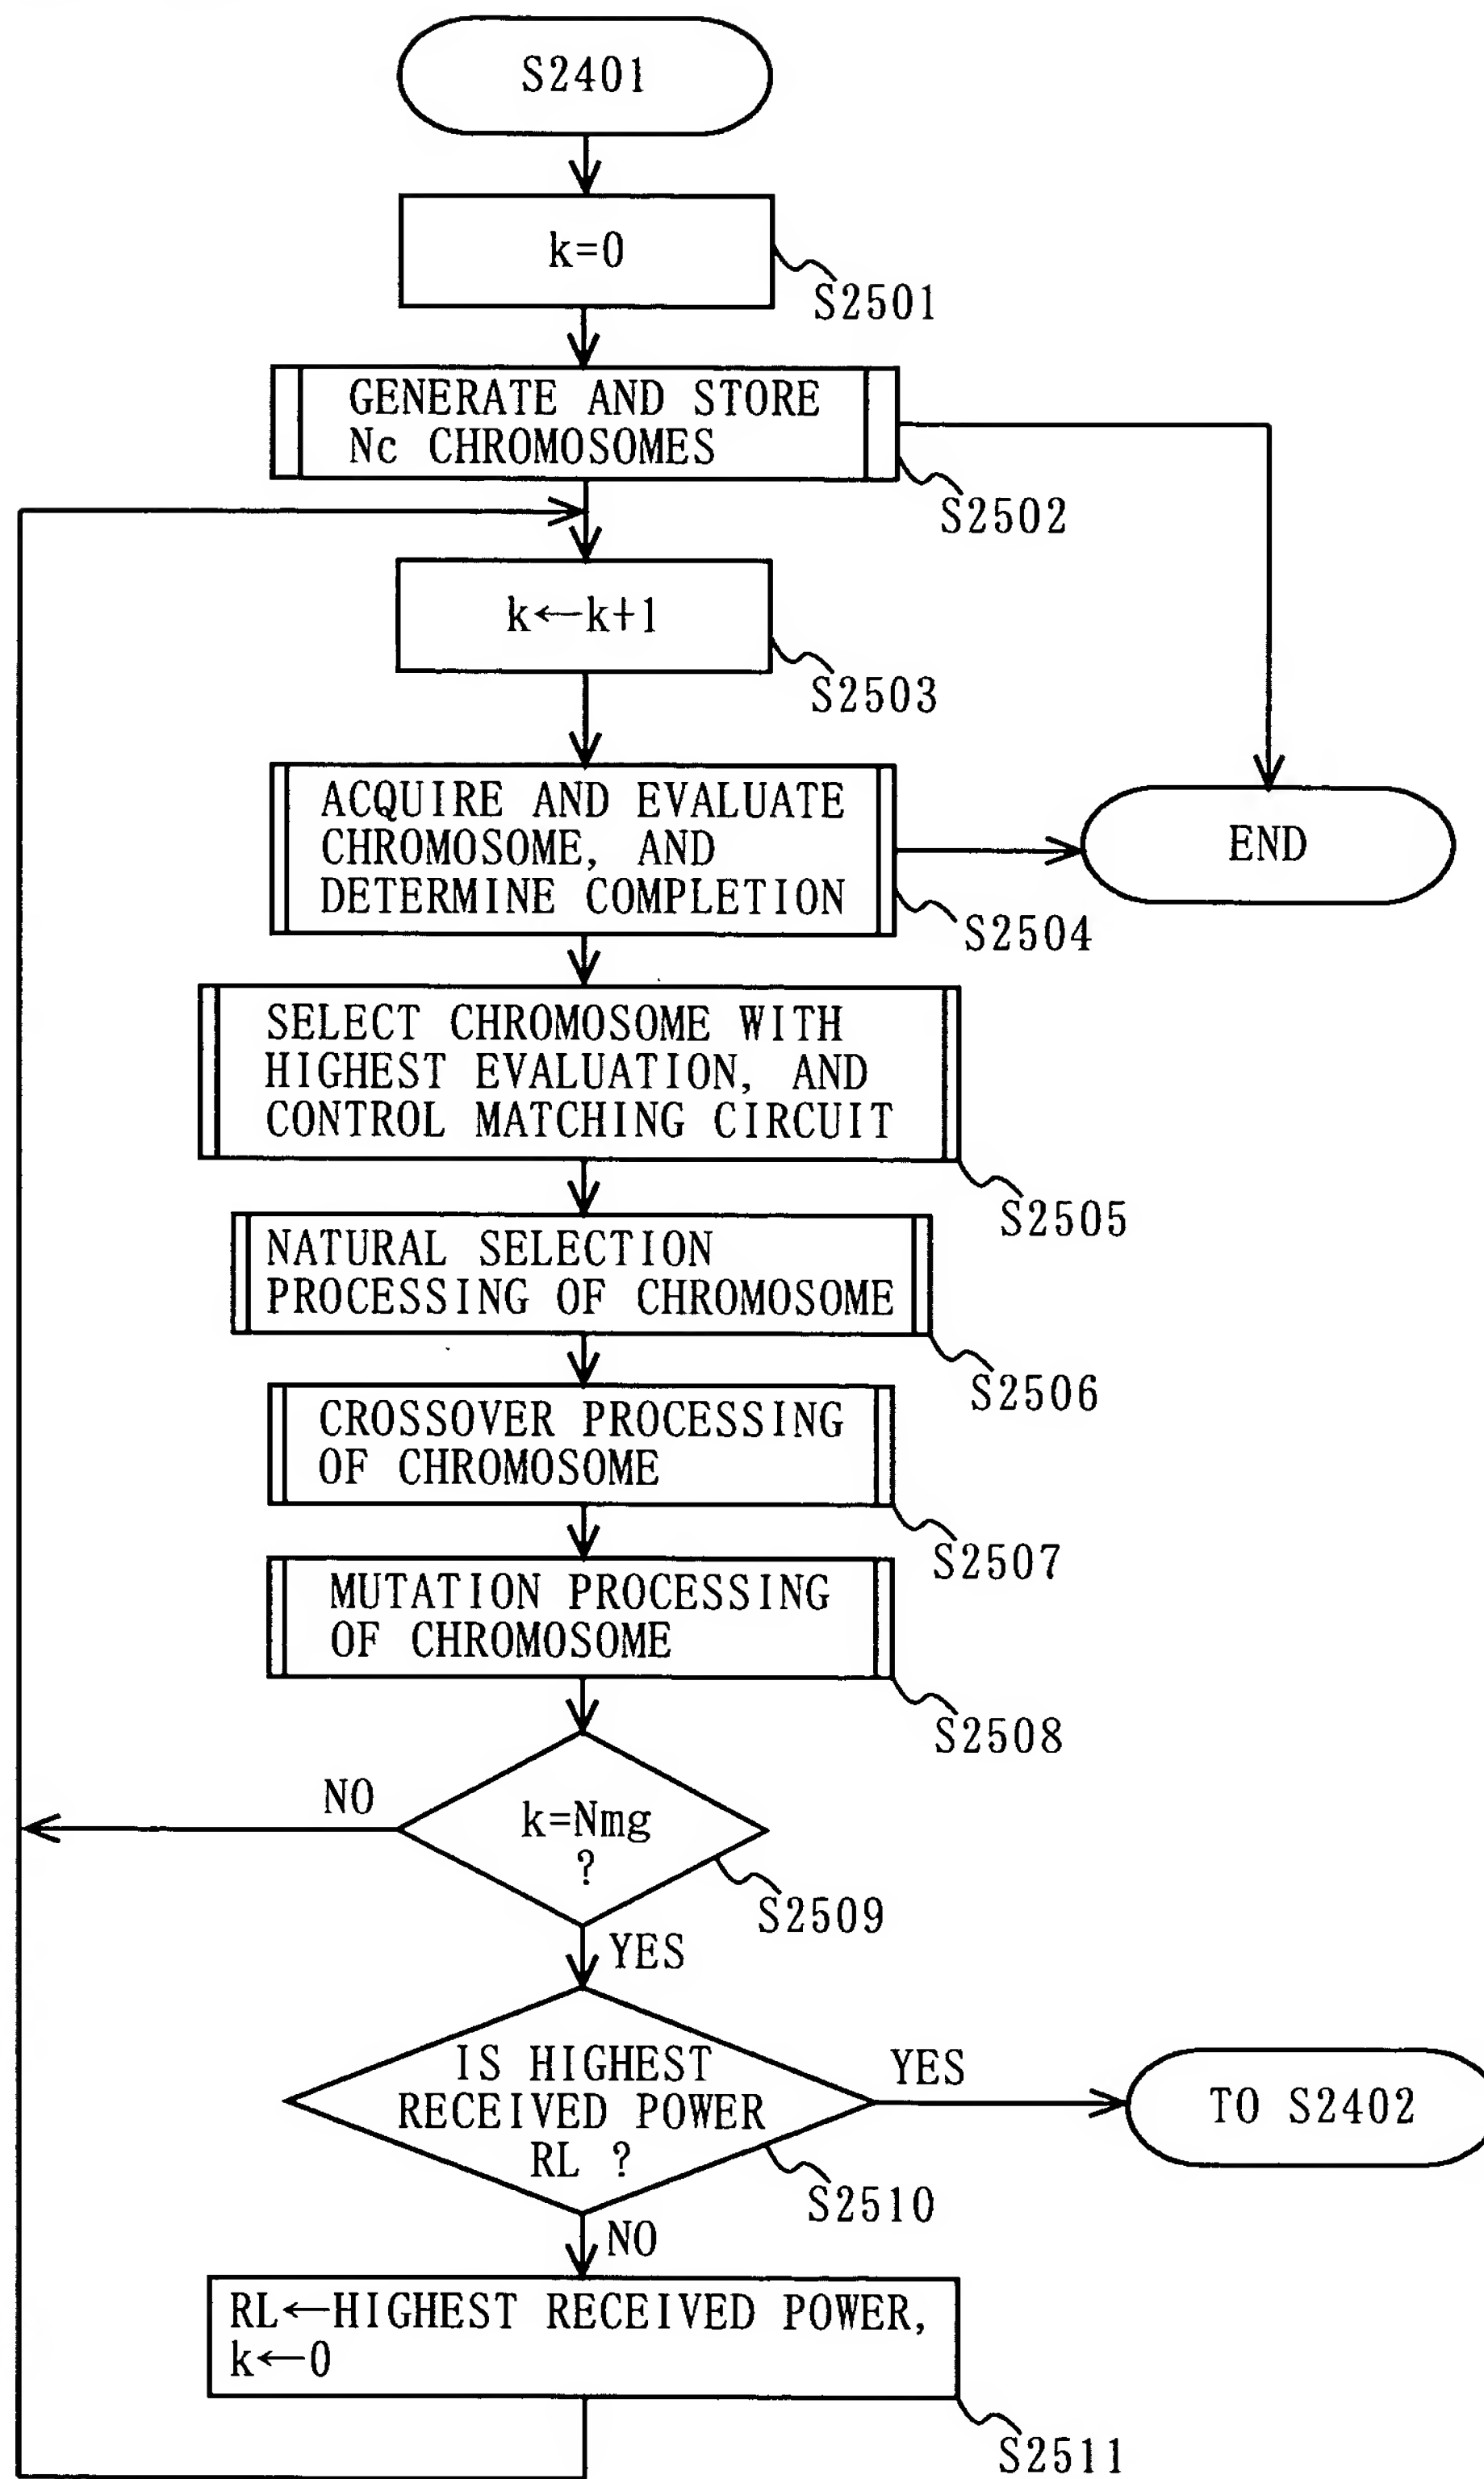 S2401
k=0
S2501
GENERATE AND STORE
Nc CHROMOSOMES
S2502
k←k+1
S2503
ACQUIRE AND EVALUATE
CHROMOSOME, AND
DETERMINE COMPLETION
S2504
END
SELECT CHROMOSOME WITH
HIGHEST EVALUATION, AND
CONTROL MATCHING CIRCUIT
S2505
NATURAL SELECTION
PROCESSING OF CHROMOSOME
S2506
CROSSOVER PROCESSING
OF CHROMOSOME
S2507
MUTATION PROCESSING
OF CHROMOSOME
S2508
NO
k=Nmg
?
S2509
YES
IS HIGHEST
RECEIVED POWER
RL ?
YES
TO S2402
S2510
NO
RL←HIGHEST RECEIVED POWER,
k←0
S2511